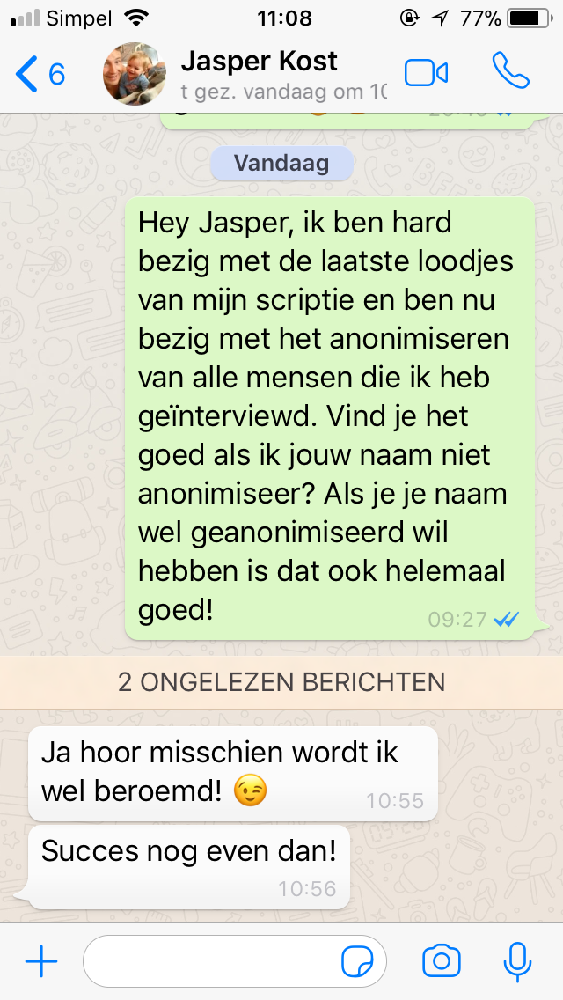 Simpel 11:08 77%
6 Jasper Kost
t gez. vandaag om 10
Vandaag
Hey Jasper, ik ben hard
bezig met de laatste loodjes
van mijn scriptie en ben nu
bezig met het anonimiseren
van alle mensen die ik heb
geïnterviewd. Vind je het
goed als ik jouw naam niet
anonimiseer? Als je je naam
wel geanonimiseerd wil
hebben is dat ook helemaal
goed!
09:27
2 ONGELEZEN BERICHTEN
Ja hoor misschien wordt ik
wel beroemd! 😉
10:55
Succes nog even dan!
10:56